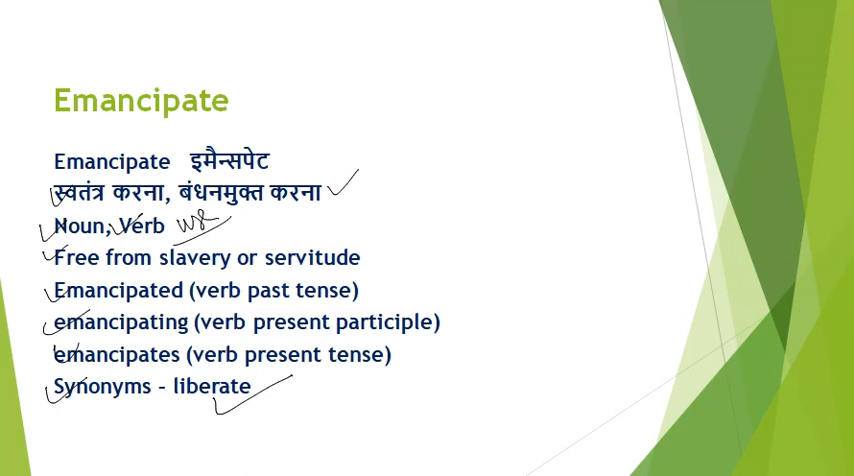 Emancipate
Emancipate इमैन्सपेट
स्वतंत्र करना, बंधनमुक्त करना
Noun, Verb use
Free from slavery or servitude
Emancipated (verb past tense)
emancipating (verb present participle)
emancipates (verb present tense)
Synonyms - liberate